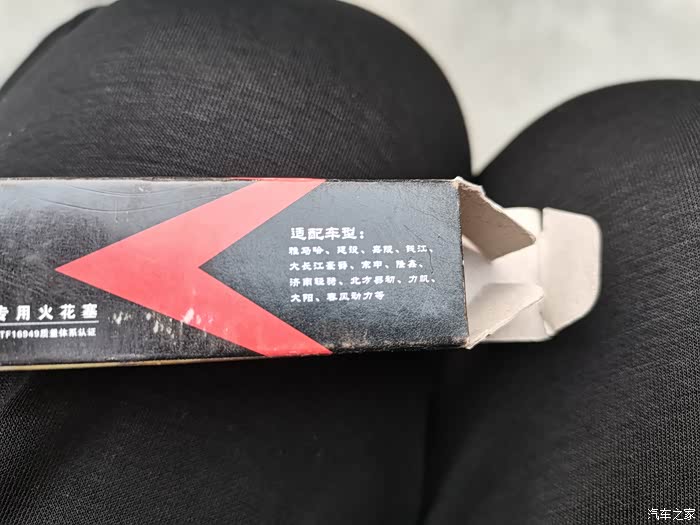 适配车型：
雅马哈、建设、嘉陵、钱江、
大长江豪爵、宗申、隆鑫、
济南轻骑、北方易初、力帆、
大阳、春风动力等
专用火花塞
TF16949质量体系认证
汽车之家